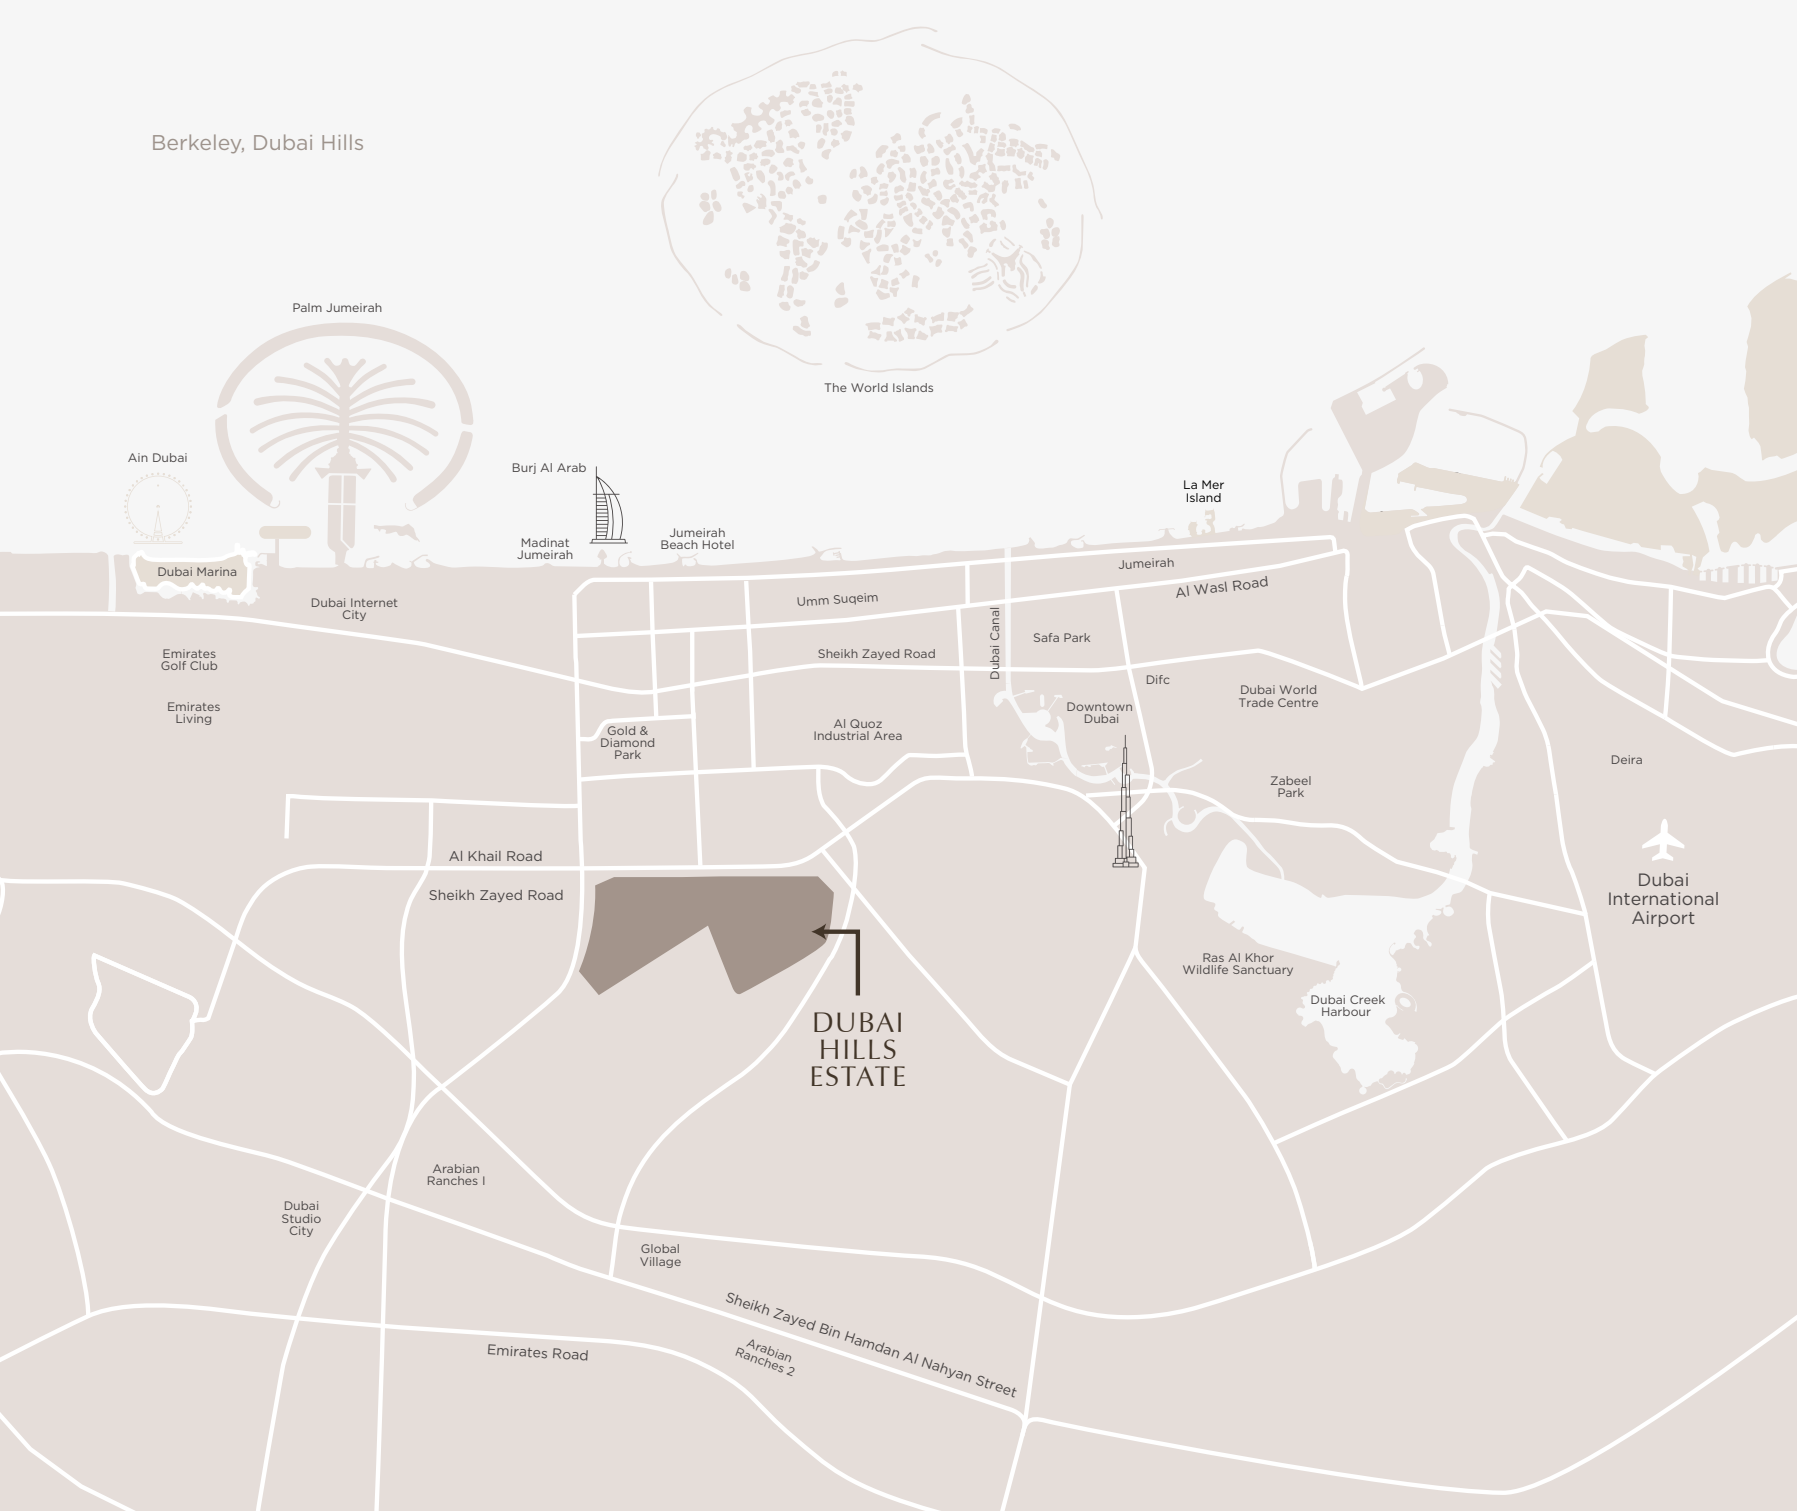 Berkeley, Dubai Hills
Palm Jumeirah
The World Islands
Ain Dubai
Burj Al Arab
La Mer
Island
Madinat
Jumeirah
Jumeirah
Beach Hotel
Dubai Marina
Jumeirah
Al Wasl Road
Dubai Internet
City
Umm Suqeim
Dubai Canal
Safa Park
Emirates
Golf Club
Sheikh Zayed Road
Difc
Dubai World
Trade Centre
Emirates
Living
Downtown
Dubai
Gold &
Diamond
Park
Al Quoz
Industrial Area
Deira
Zabeel
Park
Al Khail Road
Sheikh Zayed Road
Dubai
International
Airport
Ras Al Khor
Wildlife Sanctuary
Dubai Creek
Harbour
DUBAI
HILLS
ESTATE
Arabian
Ranches I
Dubai
Studio
City
Global
Village
Sheikh Zayed Bin Hamdan Al Nahyan Street
Emirates Road
Arabian
Ranches 2